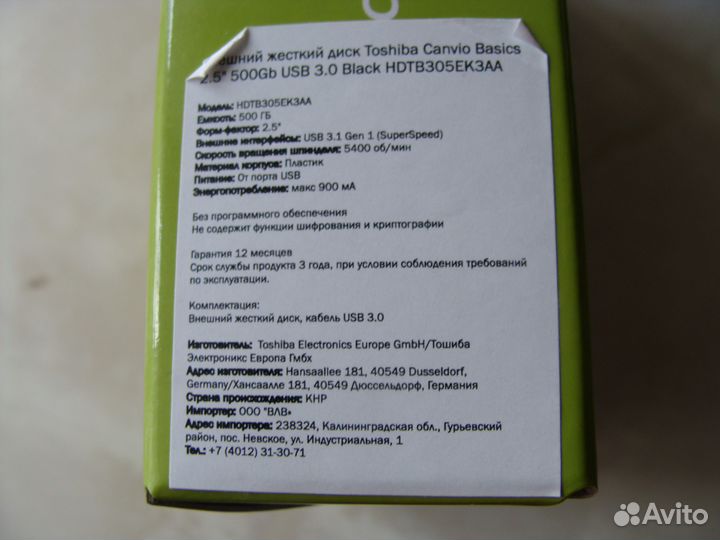 жесткий диск Toshiba Canvio Basics
2.5" 500Gb USB 3.0 Black HDTB305EK3AA
Модель: HDTB305EK3AA
Емкость: 500 ГБ
Форм-фактор: 2.5"
Внешние интерфейсы: USB 3.1 Gen 1 (SuperSpeed)
Скорость вращения шпинделя: 5400 об/мин
Материал корпуса: Пластик
Питание: От порта USB
Энергопотребление: макс 900 мА
Без программного обеспечения
Не содержит функции шифрования и криптографии
Гарантия 12 месяцев
Срок службы продукта 3 года, при условии соблюдения требований
по эксплуатации.
Комплектация:
Внешний жесткий диск, кабель USB 3.0
Изготовитель: Toshiba Electronics Europe GmbH/Тошиба
Электроникс Европа Гмбх
Адрес изготовителя: Hansaallee 181, 40549 Dusseldorf,
Germany/Хансаалле 181, 40549 Дюссельдорф, Германия
Страна происхождения: КНР
Импортер: ООО "ВЛВ"
Адрес импортера: 238324, Калининградская обл., Гурьевский
район, пос. Невское, ул. Индустриальная, 1
Тел.: +7 (4012) 31-30-71
Avito